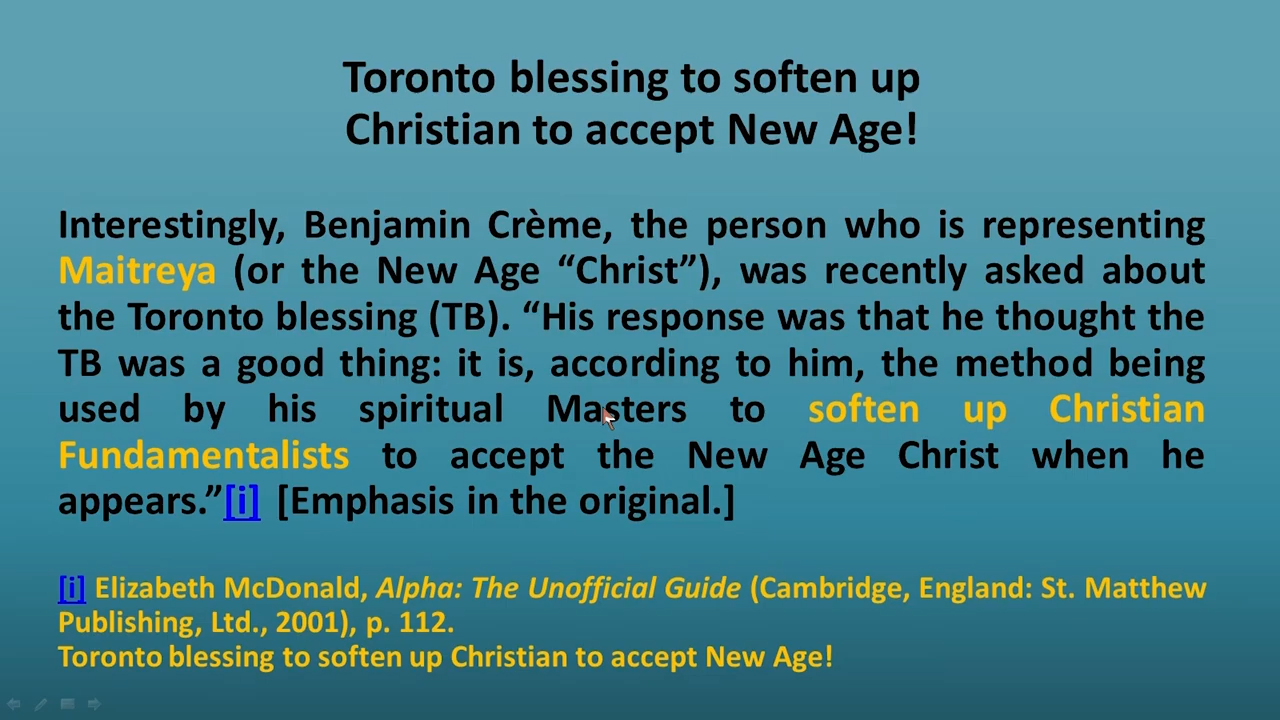 Toronto blessing to soften up
Christian to accept New Age!
Interestingly, Benjamin Crème, the person who is representing
Maitreya (or the New Age “Christ”), was recently asked about
the Toronto blessing (TB). “His response was that he thought the
TB was a good thing: it is, according to him, the method being
used by his spiritual Masters to soften up Christian
Fundamentalists to accept the New Age Christ when he
appears.”[i] [Emphasis in the original.]
[i] Elizabeth McDonald, Alpha: The Unofficial Guide (Cambridge, England: St. Matthew
Publishing, Ltd., 2001), p. 112.
Toronto blessing to soften up Christian to accept New Age!